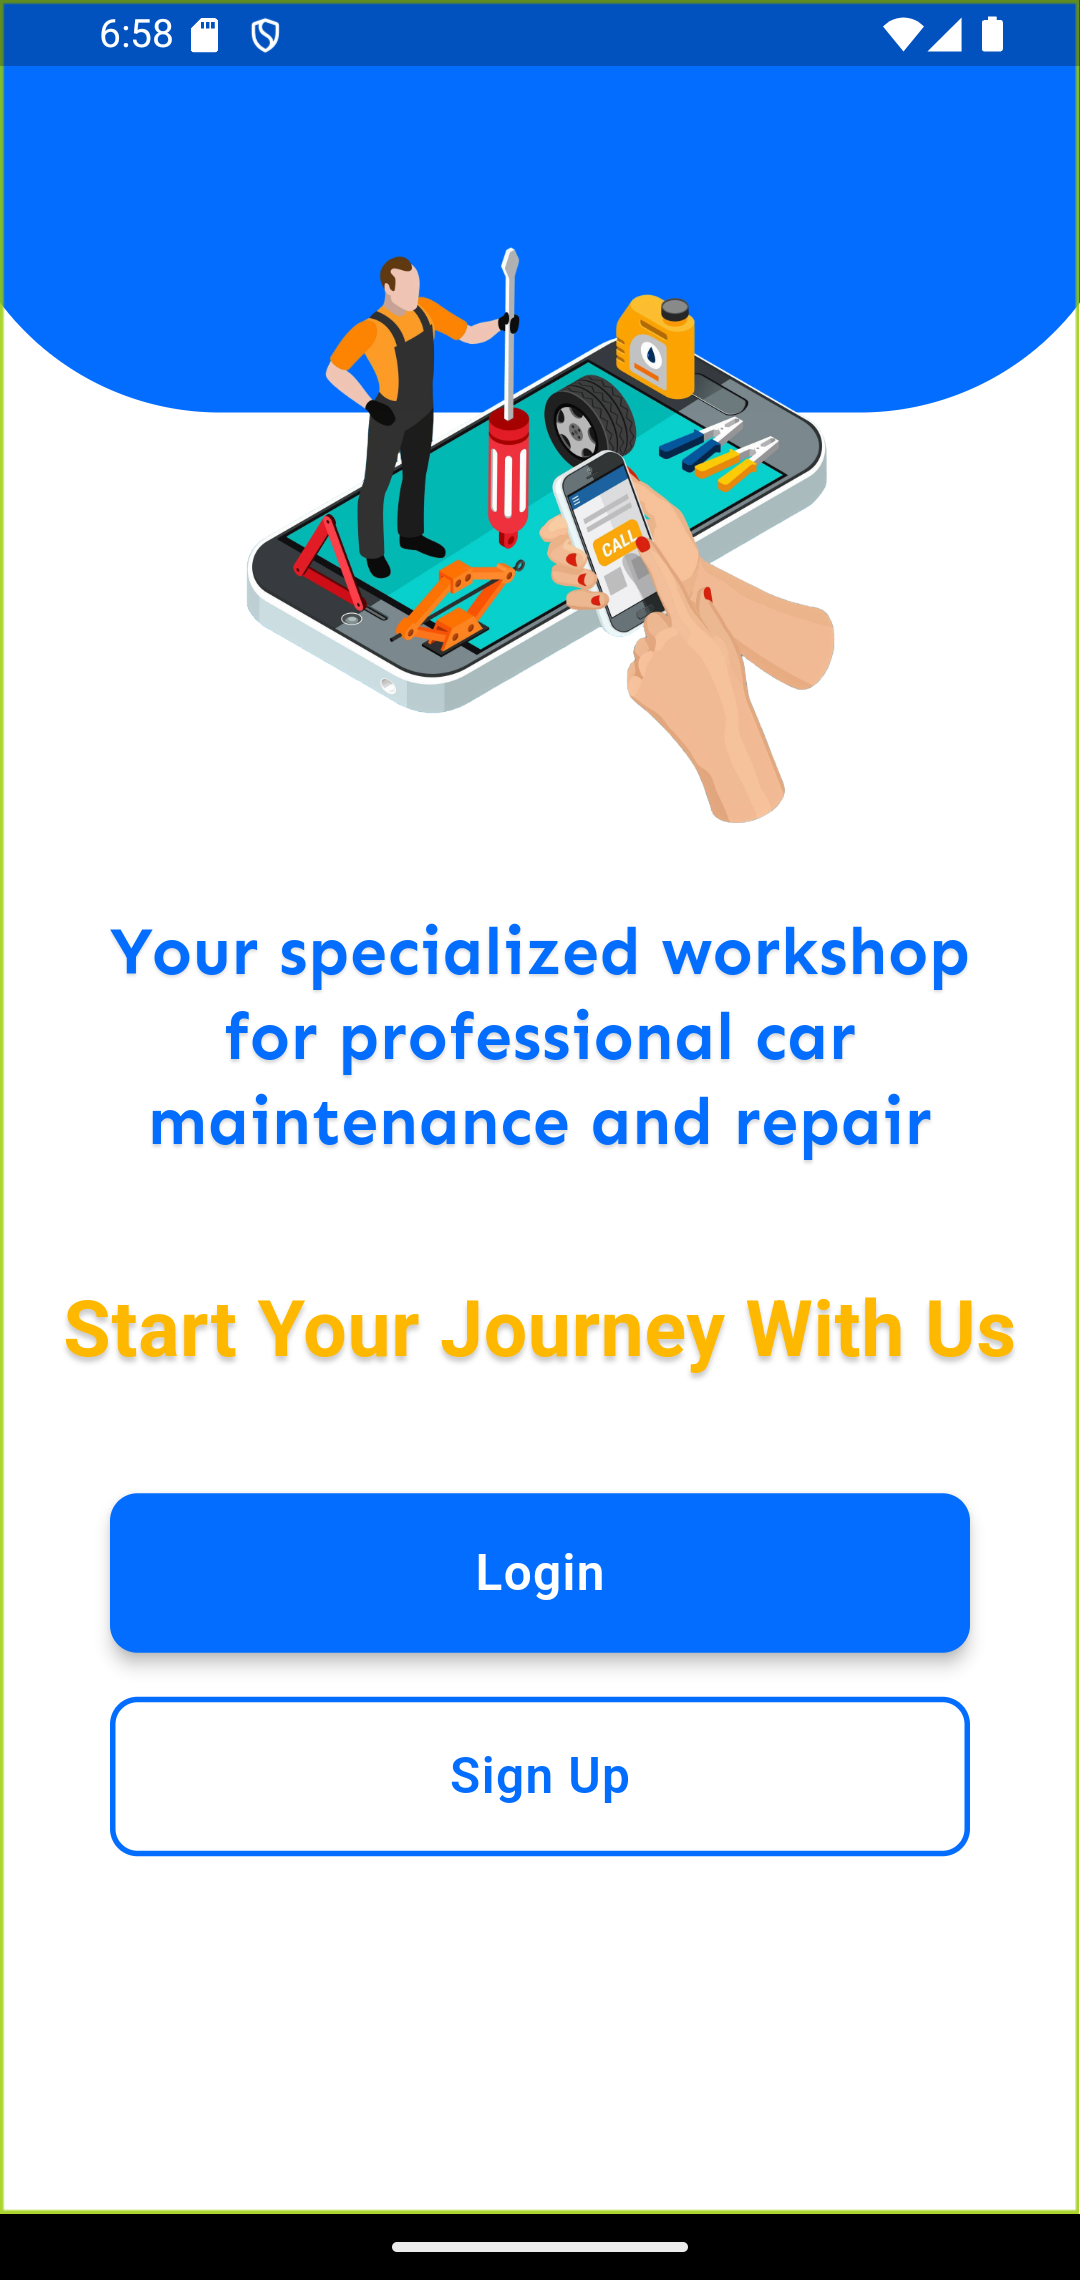 6:58
CALL
Your specialized workshop
for professional car
maintenance and repair
Start Your Journey With Us
Login
Sign Up